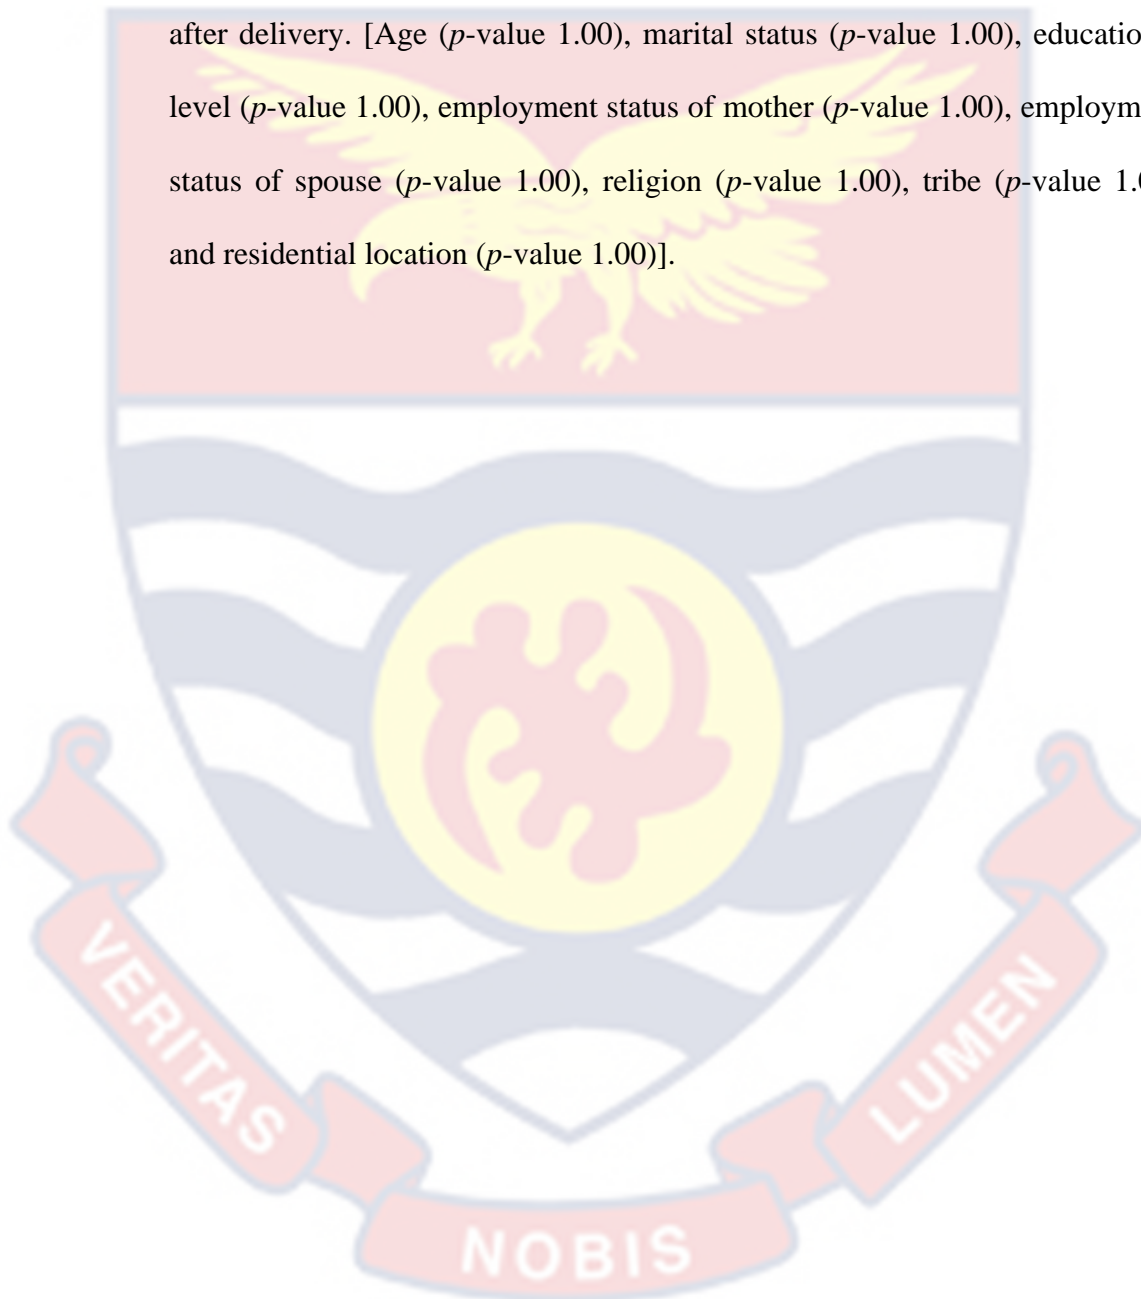 after delivery. [Age (p-value 1.00), marital status (p-value 1.00), educatio
level (p-value 1.00), employment status of mother (p-value 1.00), employm
status of spouse (p-value 1.00), religion (p-value 1.00), tribe (p-value 1.0
and residential location (p-value 1.00)].
VERITAS
NOBIS
LUMEN